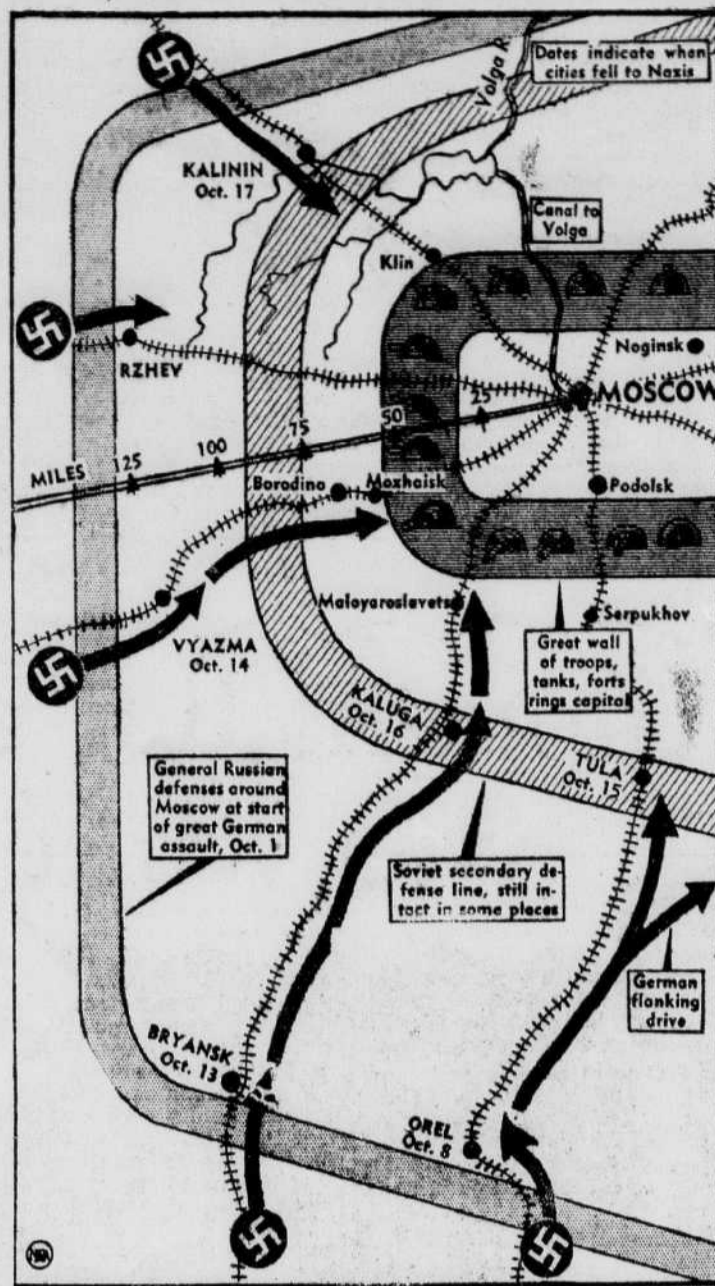 Dates indicate when
cities fell to Nazis
Volga R.
KALININ
Oct. 17
Canal to
Volga
Klin
RZHEV
Noginsk
MOSCOW
MILES
125
100
75
50
25
Borodino
Mozhaisk
Podolsk
Maloyaroslavets
Serpukhov
VYAZMA
Oct. 14
Great wall
of troops,
tanks, forts
rings capital
KALUGA
Oct. 16
TULA
Oct. 15
General Russian
defenses around
Moscow at start
of great German
assault, Oct. 1
Soviet secondary de-
fense line, still in-
tact in some places
German
flanking
drive
BRYANSK
Oct. 13
OREL
Oct. 8
NEA